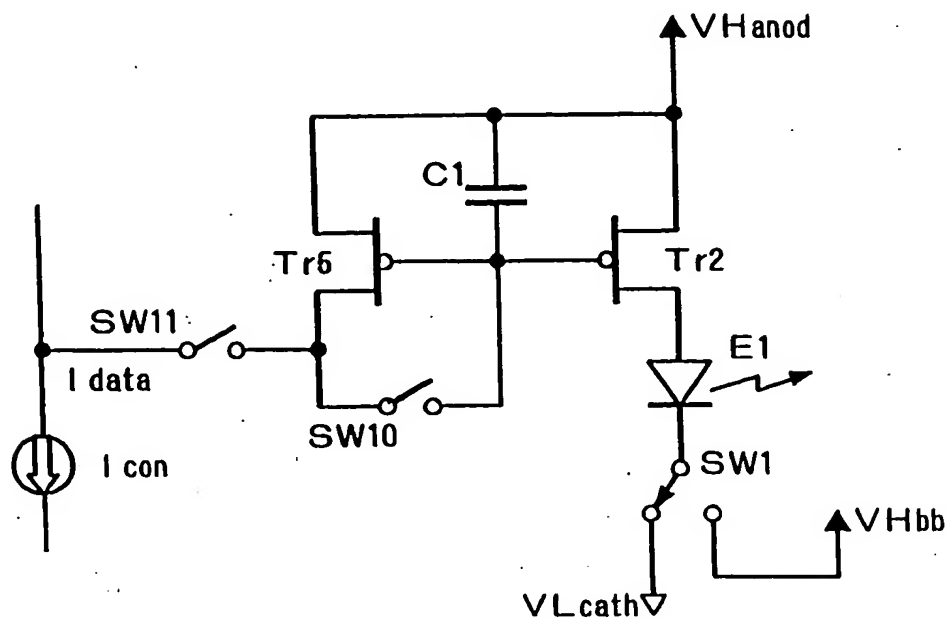 VHanod
C1
Tr5
Tr2
SW11
I data
E1
SW10
SW1
I con
VHbb
VLcath